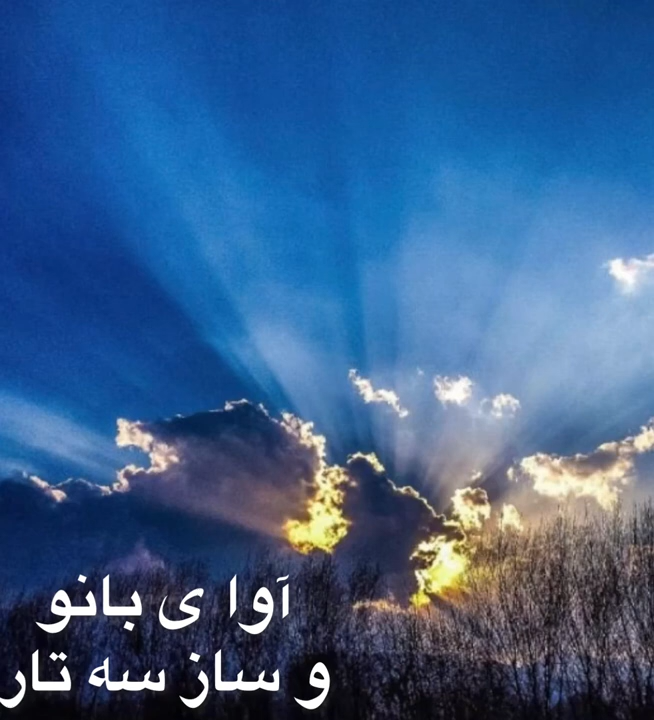 آوا ی بانو
و ساز سه تار